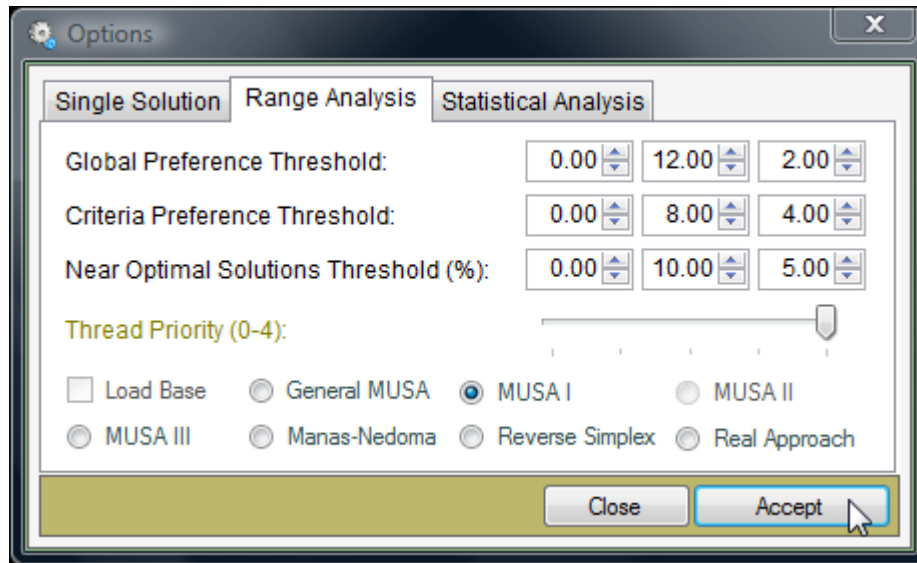 Options
X
Single Solution Range Analysis Statistical Analysis
Global Preference Threshold: 0.00 12.00 2.00
Criteria Preference Threshold: 0.00 8.00 4.00
Near Optimal Solutions Threshold (%): 0.00 10.00 5.00
Thread Priority (0-4):
Load Base General MUSA MUSA I MUSA II
MUSA III Manas-Nedoma Reverse Simplex Real Approach
Close Accept